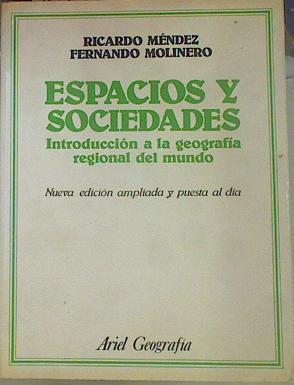 RICARDO MÉNDEZ
FERNANDO MOLINERO
ESPACIOS Y
SOCIEDADES
Introducción a la geografía
regional del mundo
Nueva edición ampliada y puesta al día
Ariel Geografía